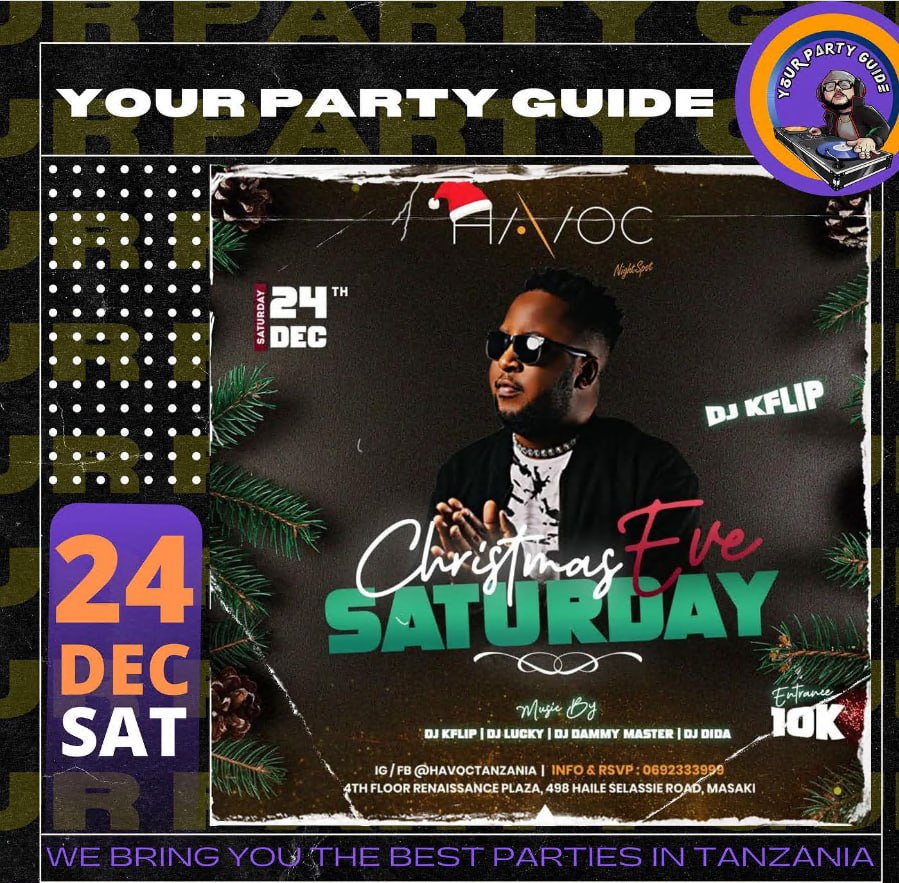 YOUR PARTY GUIDE
YOUR PARTY GUIDE
HAVOC
NightSpot
SATURDAY
24TH
DEC
DJ KFLIP
Christmas Eve
SATURDAY
24
DEC
SAT
Music By
DJ KFLIP | DJ LUCKY | DJ DAMMY MASTER | DJ DIDA
Entrance
10K
IG / FB @HAVOCTANZANIA | INFO & RSVP : 0692333999
4TH FLOOR RENAISSANCE PLAZA, 498 HAILE SELASSIE ROAD, MASAKI
WE BRING YOU THE BEST PARTIES IN TANZANIA